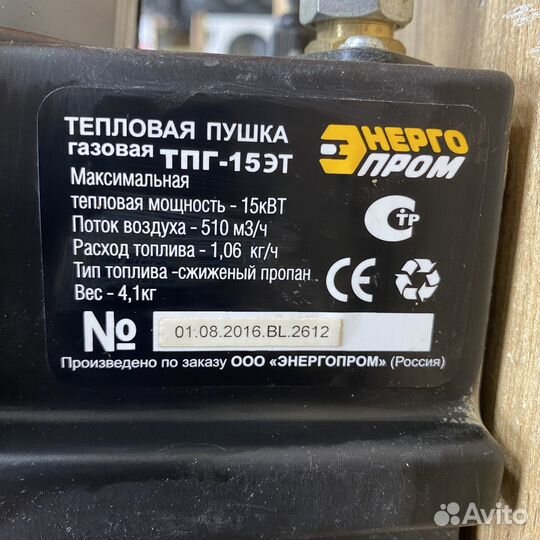 ТЕПЛОВАЯ ПУШКА
газовая ТПГ-15ЭТ
ЭНЕРГО
ПРОМ
Максимальная
тепловая мощность - 15кВТ
Поток воздуха - 510 м3/ч
Расход топлива - 1,06 кг/ч
Тип топлива -сжиженый пропан
Вес - 4,1кг
СТР
CE
№ 01.08.2016.BL.2612
Произведено по заказу ООО «ЭНЕРГОПРОМ» (Россия)
Avito